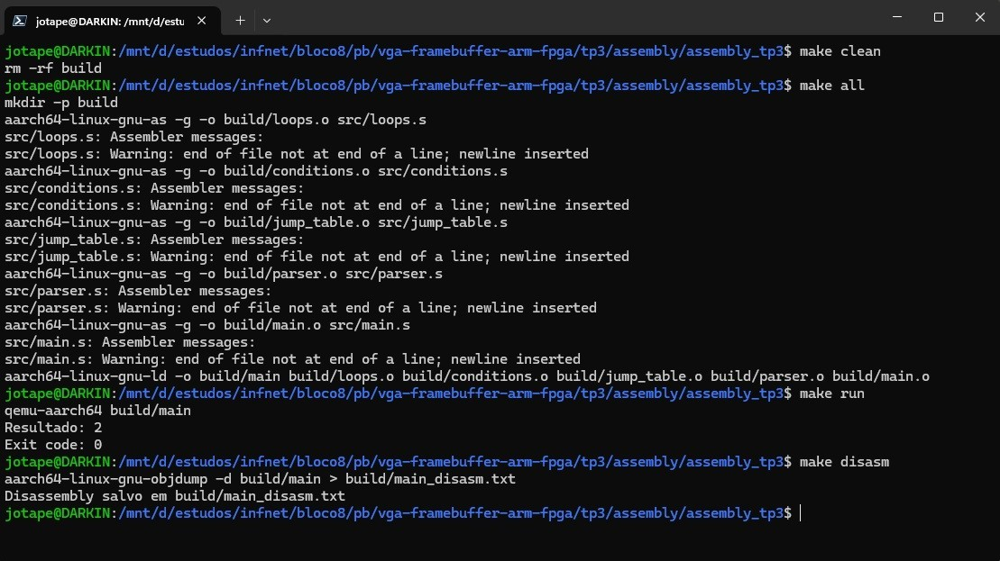 jotape@DARKIN: /mnt/d/estu
jotape@DARKIN:/mnt/d/estudos/infnet/bloco8/pb/vga-framebuffer-arm-fpga/tp3/assembly/assembly_tp3$ make clean
rm -rf build
jotape@DARKIN:/mnt/d/estudos/infnet/bloco8/pb/vga-framebuffer-arm-fpga/tp3/assembly/assembly_tp3$ make all
mkdir -p build
aarch64-linux-gnu-as -g -o build/loops.o src/loops.s
src/loops.s: Assembler messages:
src/loops.s: Warning: end of file not at end of a line; newline inserted
aarch64-linux-gnu-as -g -o build/conditions.o src/conditions.s
src/conditions.s: Assembler messages:
src/conditions.s: Warning: end of file not at end of a line; newline inserted
aarch64-linux-gnu-as -g -o build/jump_table.o src/jump_table.s
src/jump_table.s: Assembler messages:
src/jump_table.s: Warning: end of file not at end of a line; newline inserted
aarch64-linux-gnu-as -g -o build/parser.o src/parser.s
src/parser.s: Assembler messages:
src/parser.s: Warning: end of file not at end of a line; newline inserted
aarch64-linux-gnu-as -g -o build/main.o src/main.s
src/main.s: Assembler messages:
src/main.s: Warning: end of file not at end of a line; newline inserted
aarch64-linux-gnu-ld -o build/main build/loops.o build/conditions.o build/jump_table.o build/parser.o build/main.o
jotape@DARKIN:/mnt/d/estudos/infnet/bloco8/pb/vga-framebuffer-arm-fpga/tp3/assembly/assembly_tp3$ make run
qemu-aarch64 build/main
Resultado: 2
Exit code: 0
jotape@DARKIN:/mnt/d/estudos/infnet/bloco8/pb/vga-framebuffer-arm-fpga/tp3/assembly/assembly_tp3$ make disasm
aarch64-linux-gnu-objdump -d build/main > build/main_disasm.txt
Disassembly salvo em build/main_disasm.txt
jotape@DARKIN:/mnt/d/estudos/infnet/bloco8/pb/vga-framebuffer-arm-fpga/tp3/assembly/assembly_tp3$